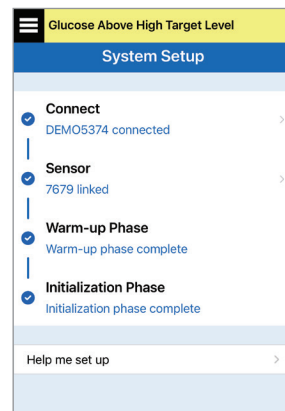 Glucose Above High Target Level
System Setup
Connect
DEMO5374 connected
Sensor
7679 linked
Warm-up Phase
Warm-up phase complete
Initialization Phase
Initialization phase complete
Help me set up